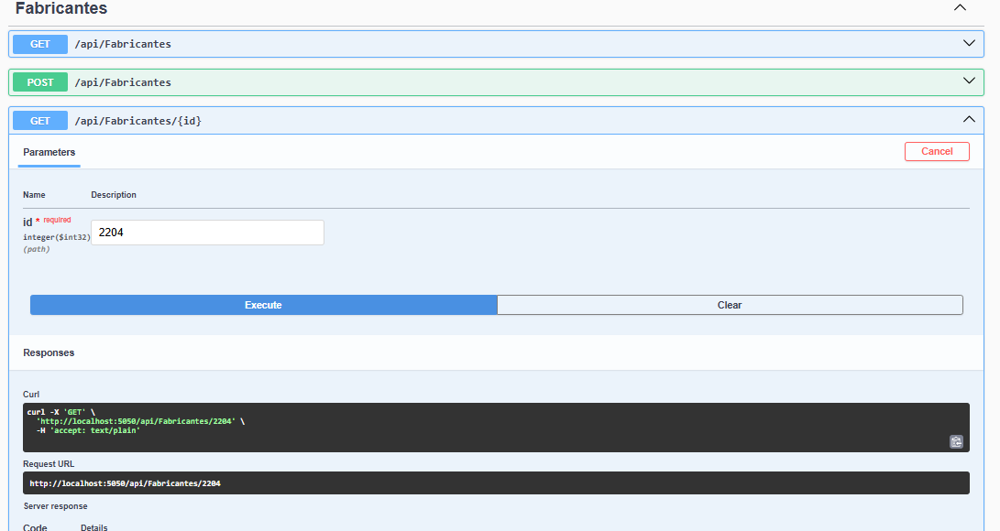 Fabricantes
GET /api/Fabricantes
POST /api/Fabricantes
GET /api/Fabricantes/{id}
Parameters
Cancel
Name Description
id * required
integer($int32)
(path)
2204
Execute Clear
Responses
Curl
curl -X 'GET' \
'http://localhost:5050/api/Fabricantes/2204' \
-H 'accept: text/plain'
Request URL
http://localhost:5050/api/Fabricantes/2204
Server response
Code Details